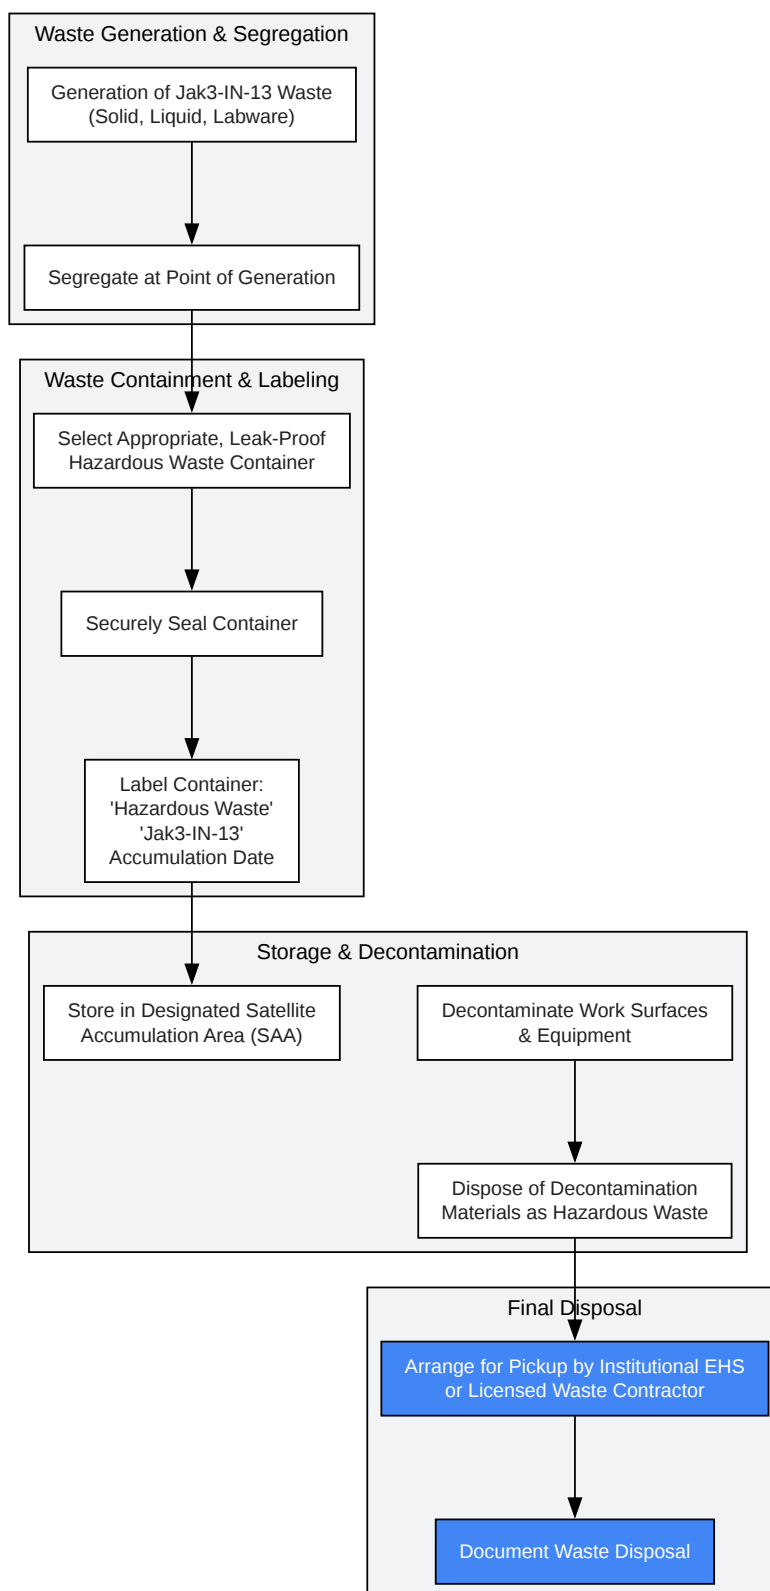 Waste Generation & Segregation
Generation of Jak3-IN-13 Waste
(Solid, Liquid, Labware)
Segregate at Point of Generation
Waste Containment & Labeling
Select Appropriate, Leak-Proof
Hazardous Waste Container
Securely Seal Container
Label Container:
'Hazardous Waste'
'Jak3-IN-13'
Accumulation Date
Storage & Decontamination
Store in Designated Satellite
Accumulation Area (SAA)
Decontaminate Work Surfaces
& Equipment
Dispose of Decontamination
Materials as Hazardous Waste
Final Disposal
Arrange for Pickup by Institutional EHS
or Licensed Waste Contractor
Document Waste Disposal